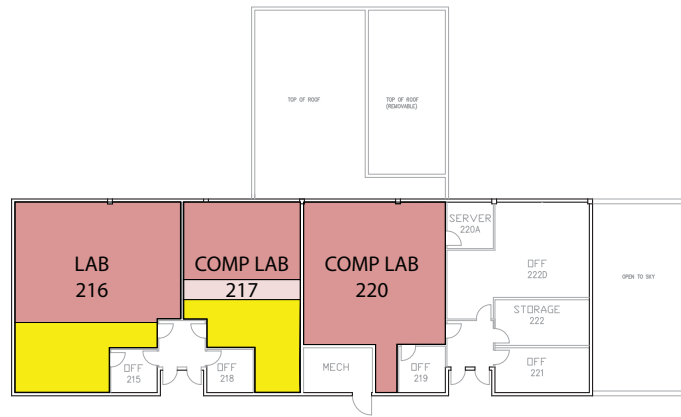 TOP OF ROOF
TOP OF ROOF
(REMOVABLE)
LAB
216
COMP LAB
217
COMP LAB
220
SERVER
220A
OFF
222D
OPEN TO SKY
STORAGE
222
OFF
215
OFF
218
MECH
OFF
219
OFF
221